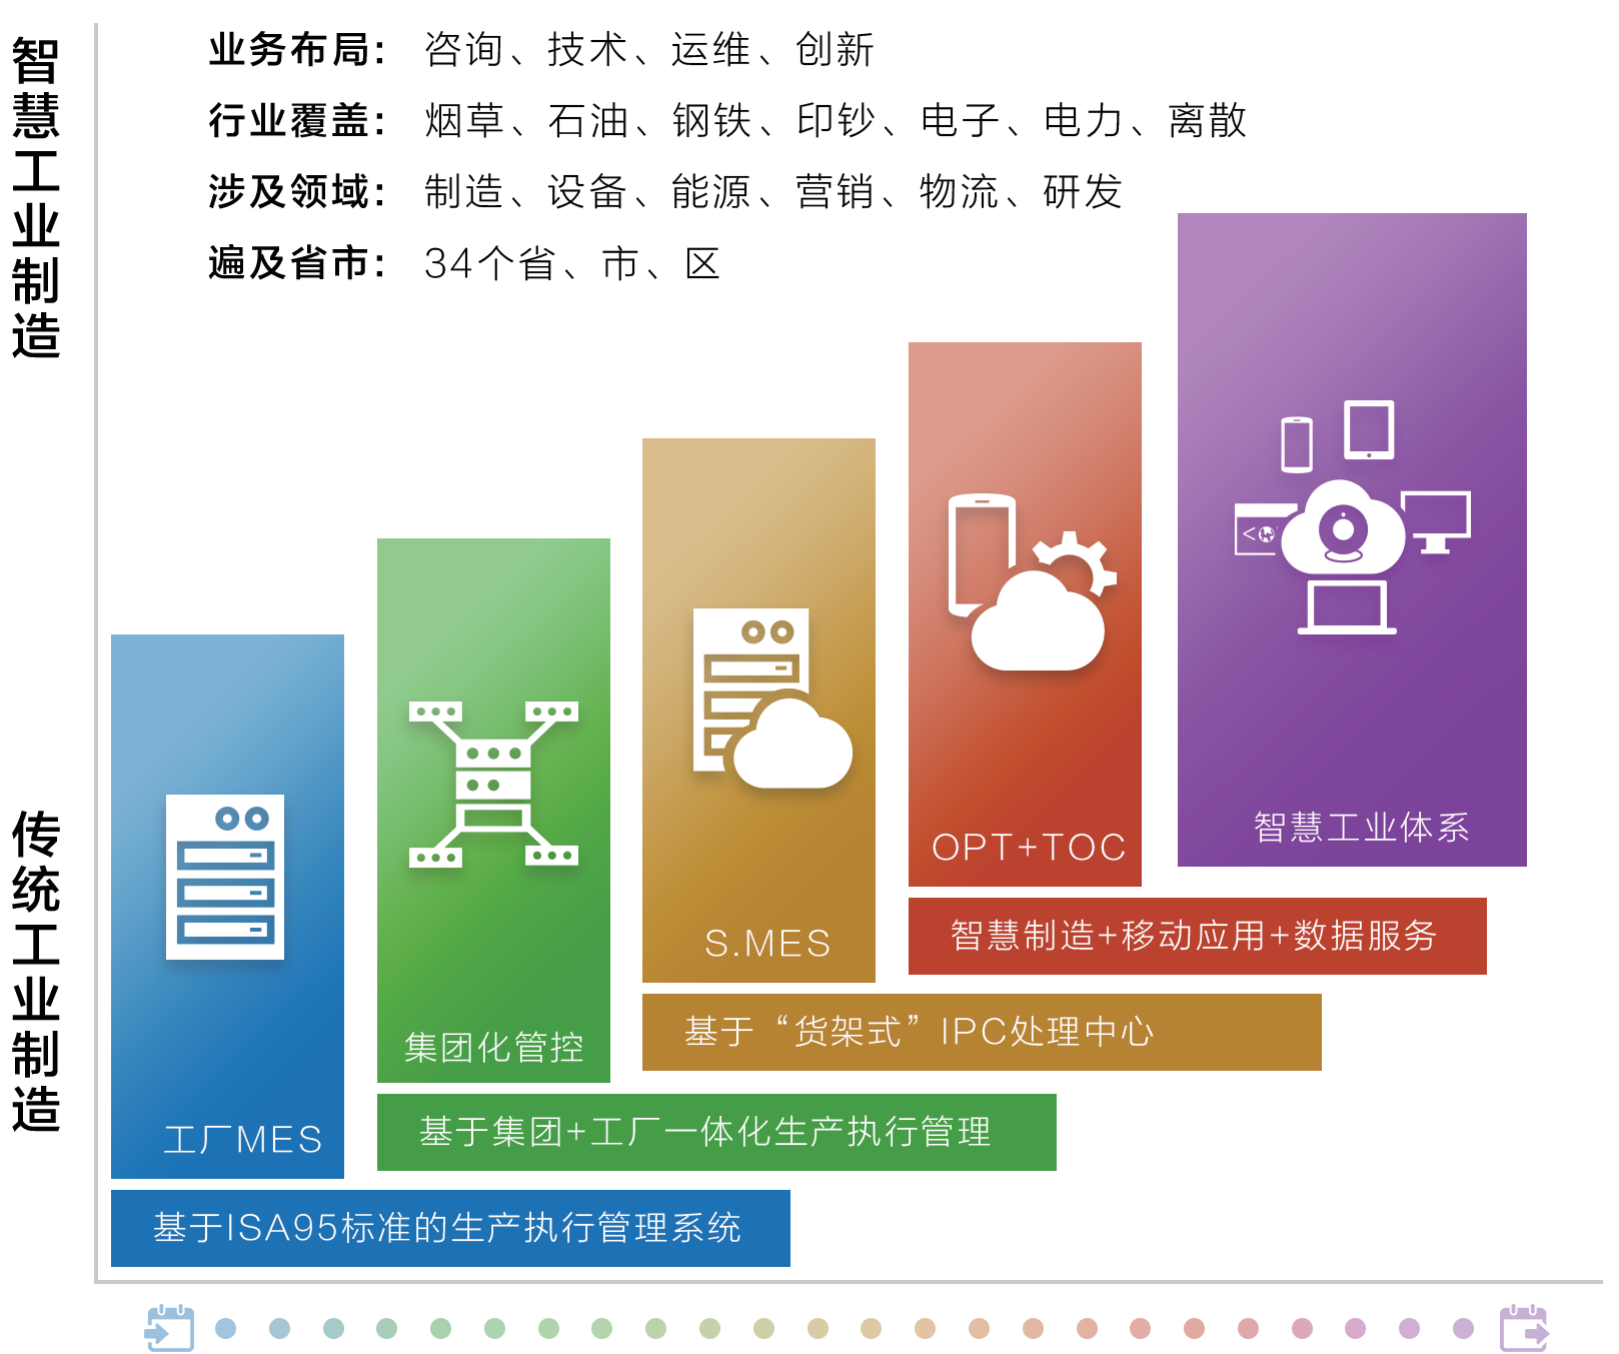 智慧工业制造
传统工业制造
业务布局： 咨询、技术、运维、创新
行业覆盖： 烟草、石油、钢铁、印钞、电子、电力、离散
涉及领域： 制造、设备、能源、营销、物流、研发
遍及省市： 34个省、市、区
智慧工业体系
OPT+TOC
智慧制造+移动应用+数据服务
S.MES
基于“货架式”IPC处理中心
集团化管控
基于集团+工厂一体化生产执行管理
工厂MES
基于ISA95标准的生产执行管理系统